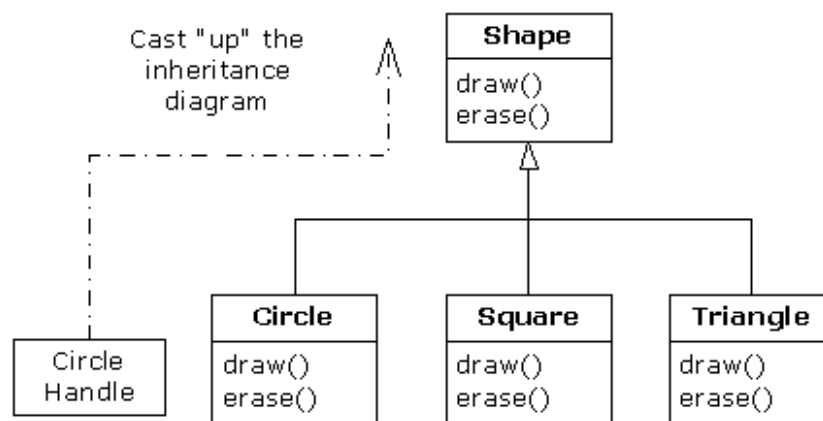 Cast "up" the
inheritance
diagram
Shape
draw()
erase()
Circle
draw()
erase()
Square
draw()
erase()
Triangle
draw()
erase()
Circle
Handle